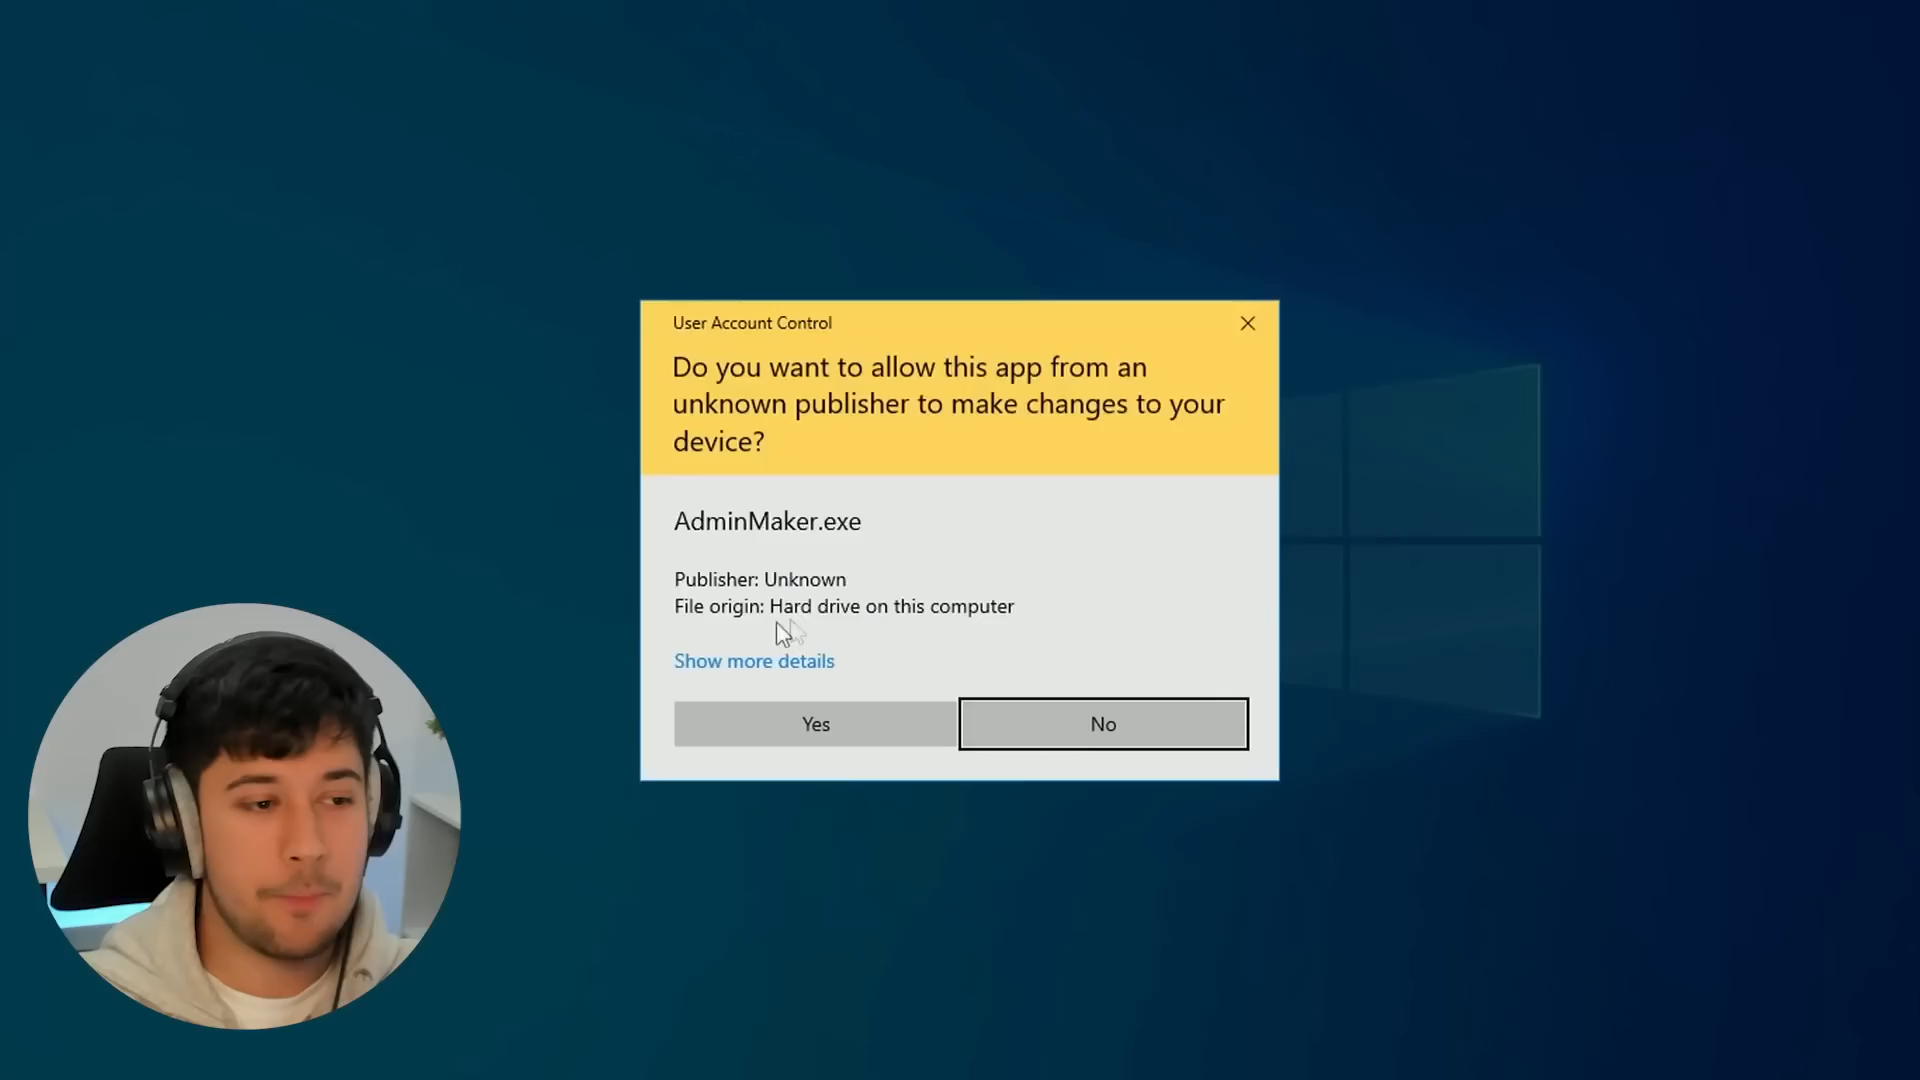 User Account Control
Do you want to allow this app from an
unknown publisher to make changes to your
device?
AdminMaker.exe
Publisher: Unknown
File origin: Hard drive on this computer
Show more details
Yes
No